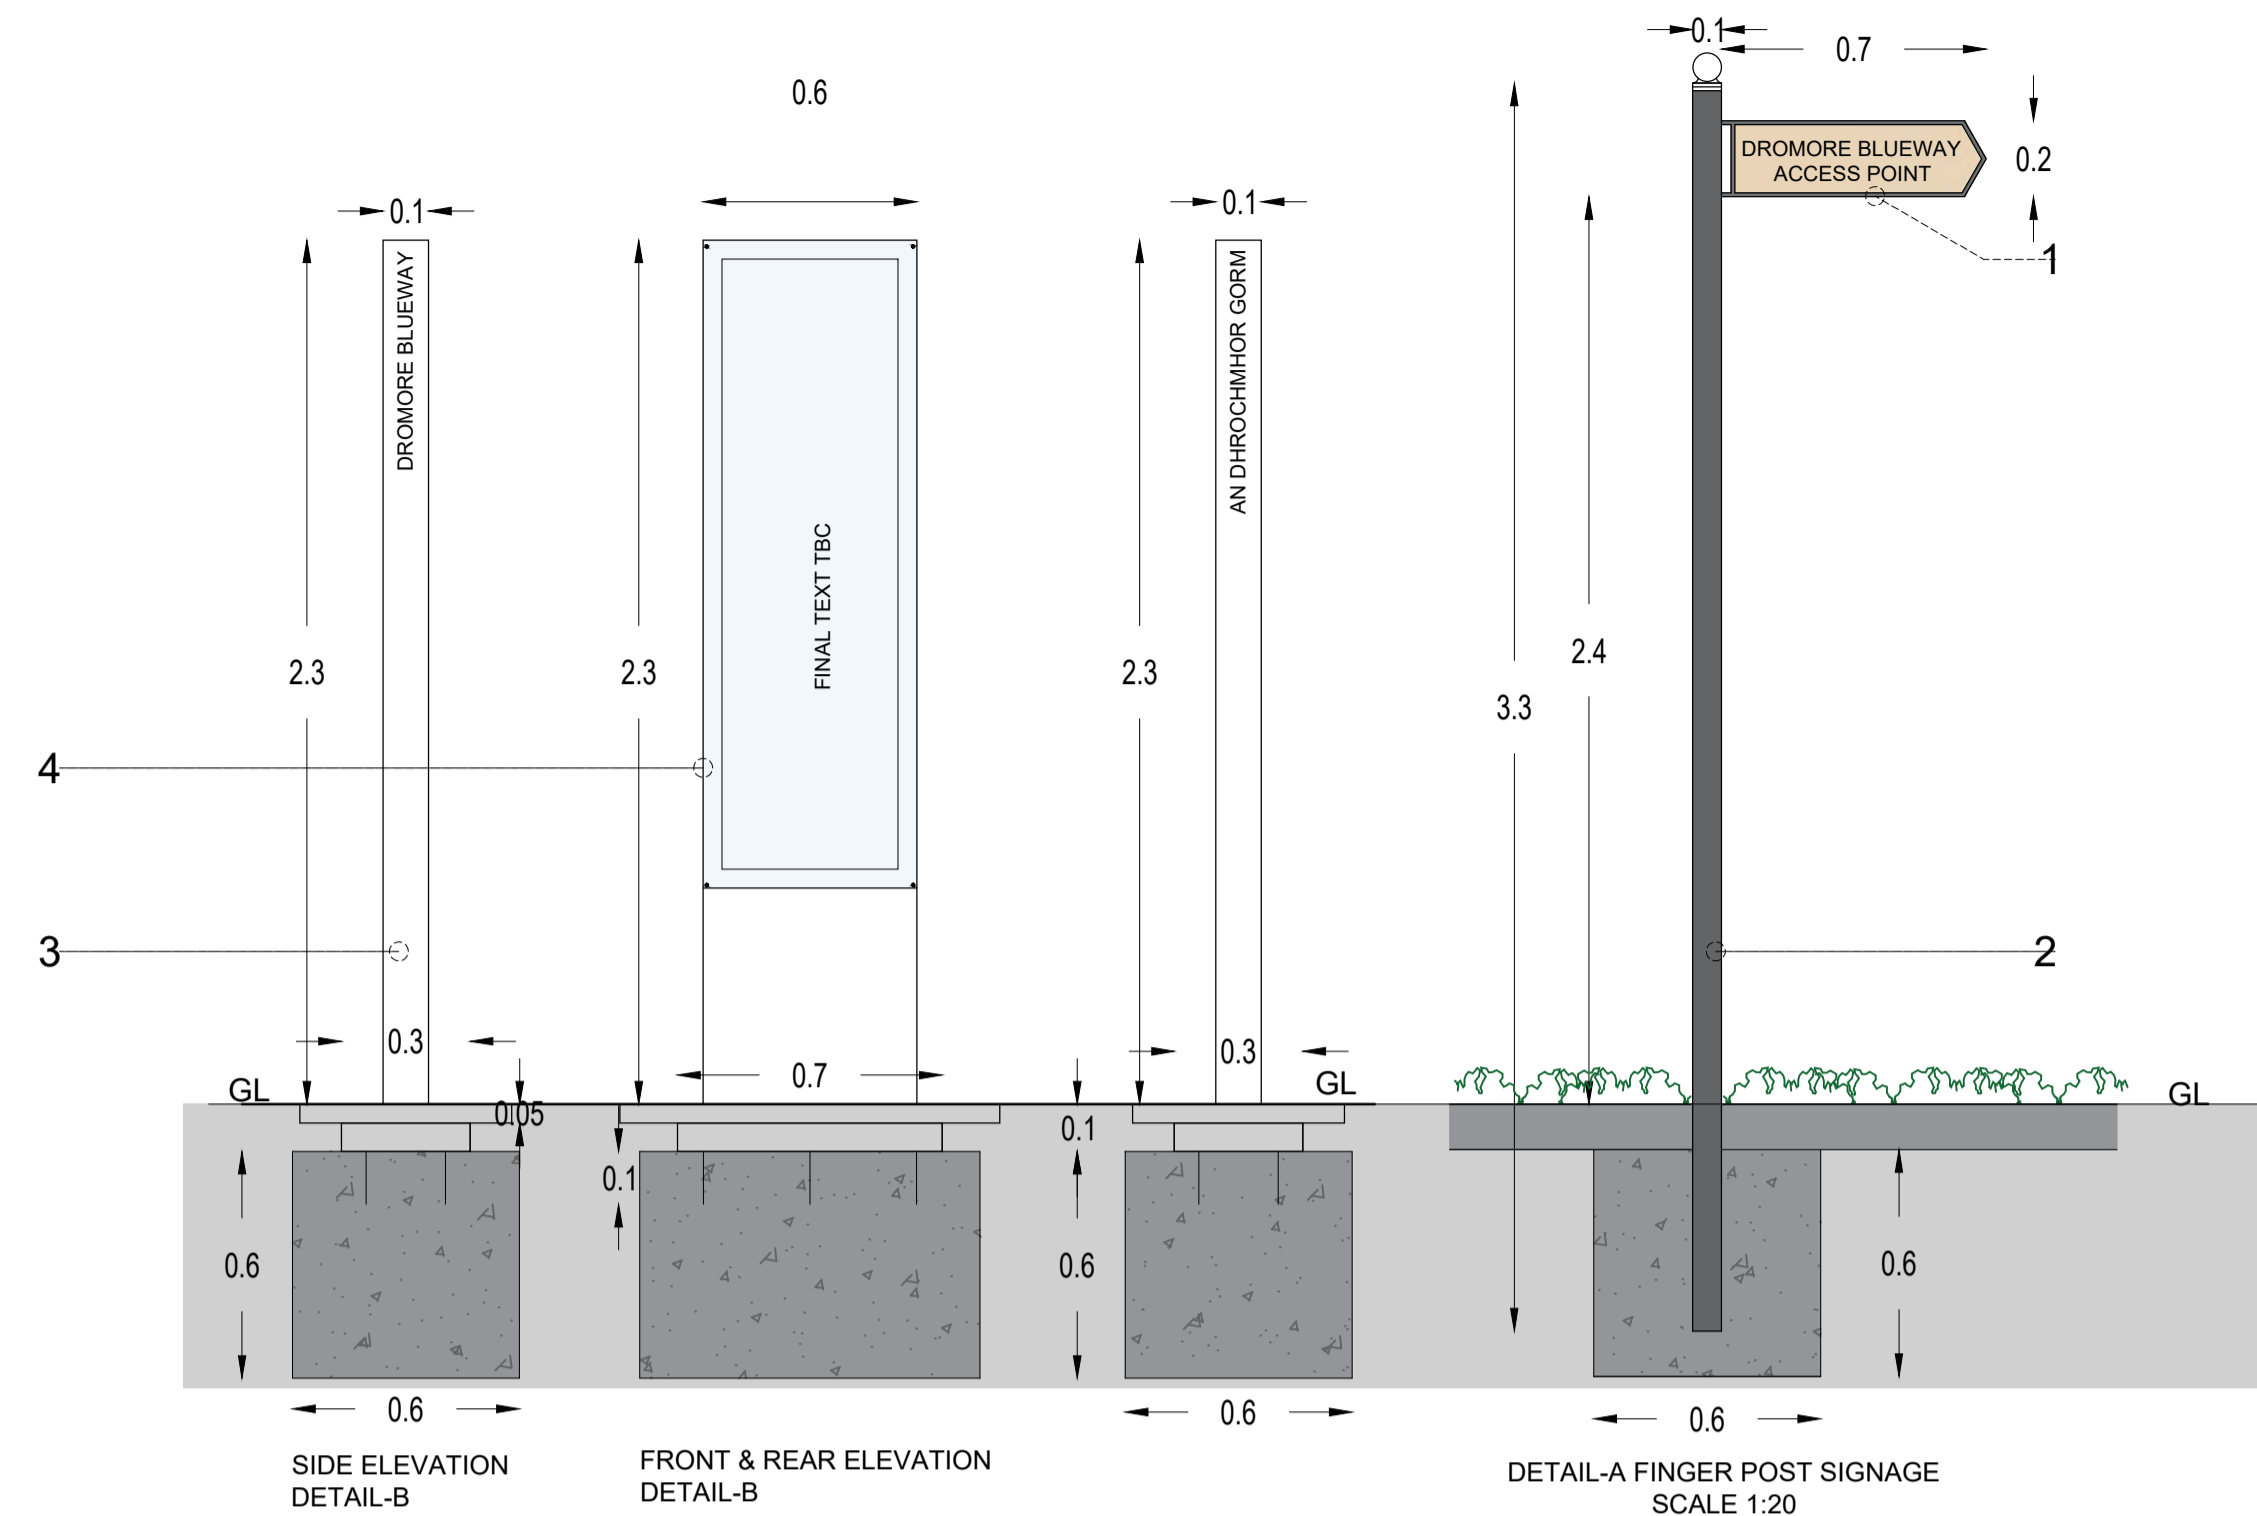 0.1
0.7
0.6
DROMORE BLUEWAY
ACCESS POINT
0.2
1
0.1
0.1
DROMORE BLUEWAY
FINAL TEXT TBC
AN DHROCHMHOR GORM
2.3
2.3
2.3
2.4
3.3
4
3
2
0.3
0.7
0.3
GL
GL
GL
0.05
0.1
0.1
0.6
0.6
0.6
0.6
0.6
0.6
SIDE ELEVATION
DETAIL-B
FRONT & REAR ELEVATION
DETAIL-B
DETAIL-A FINGER POST SIGNAGE
SCALE 1:20